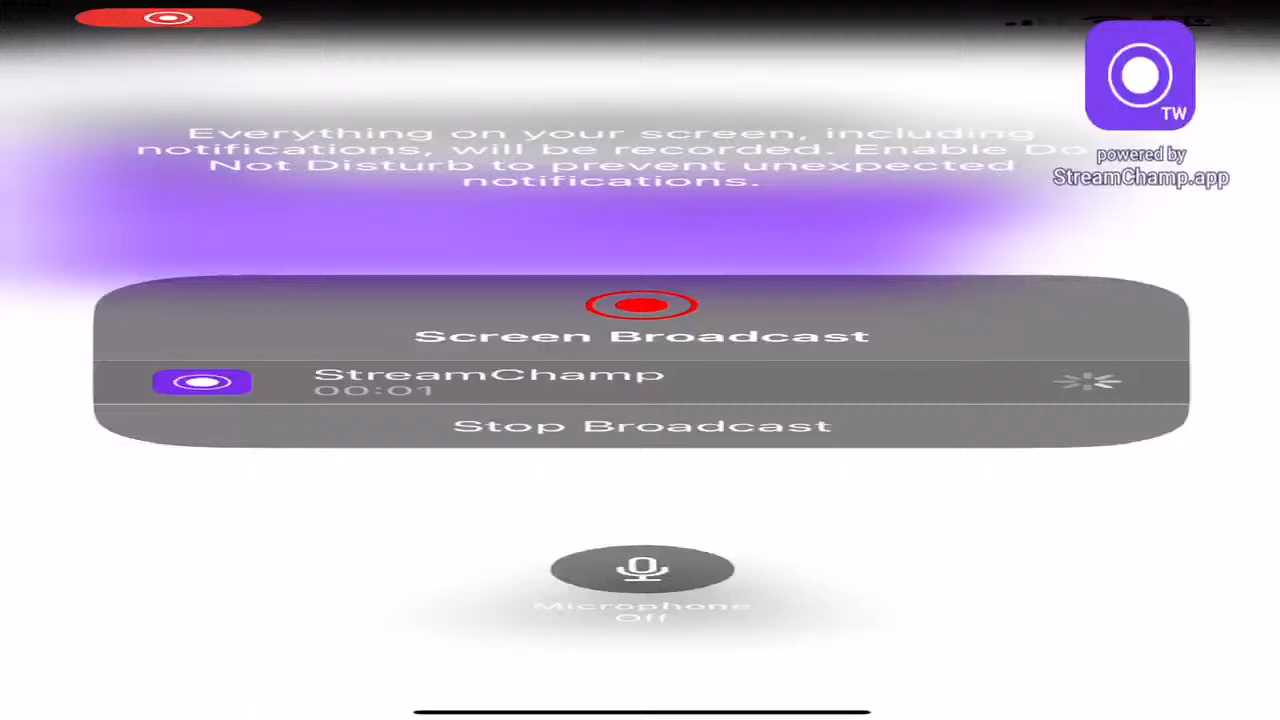 Everything on your screen, including
notifications, will be recorded. Enable Do
Not Disturb to prevent unexpected
notifications.
TW
powered by
StreamChamp.app
Screen Broadcast
StreamChamp
00:01
Stop Broadcast
Microphone
Off